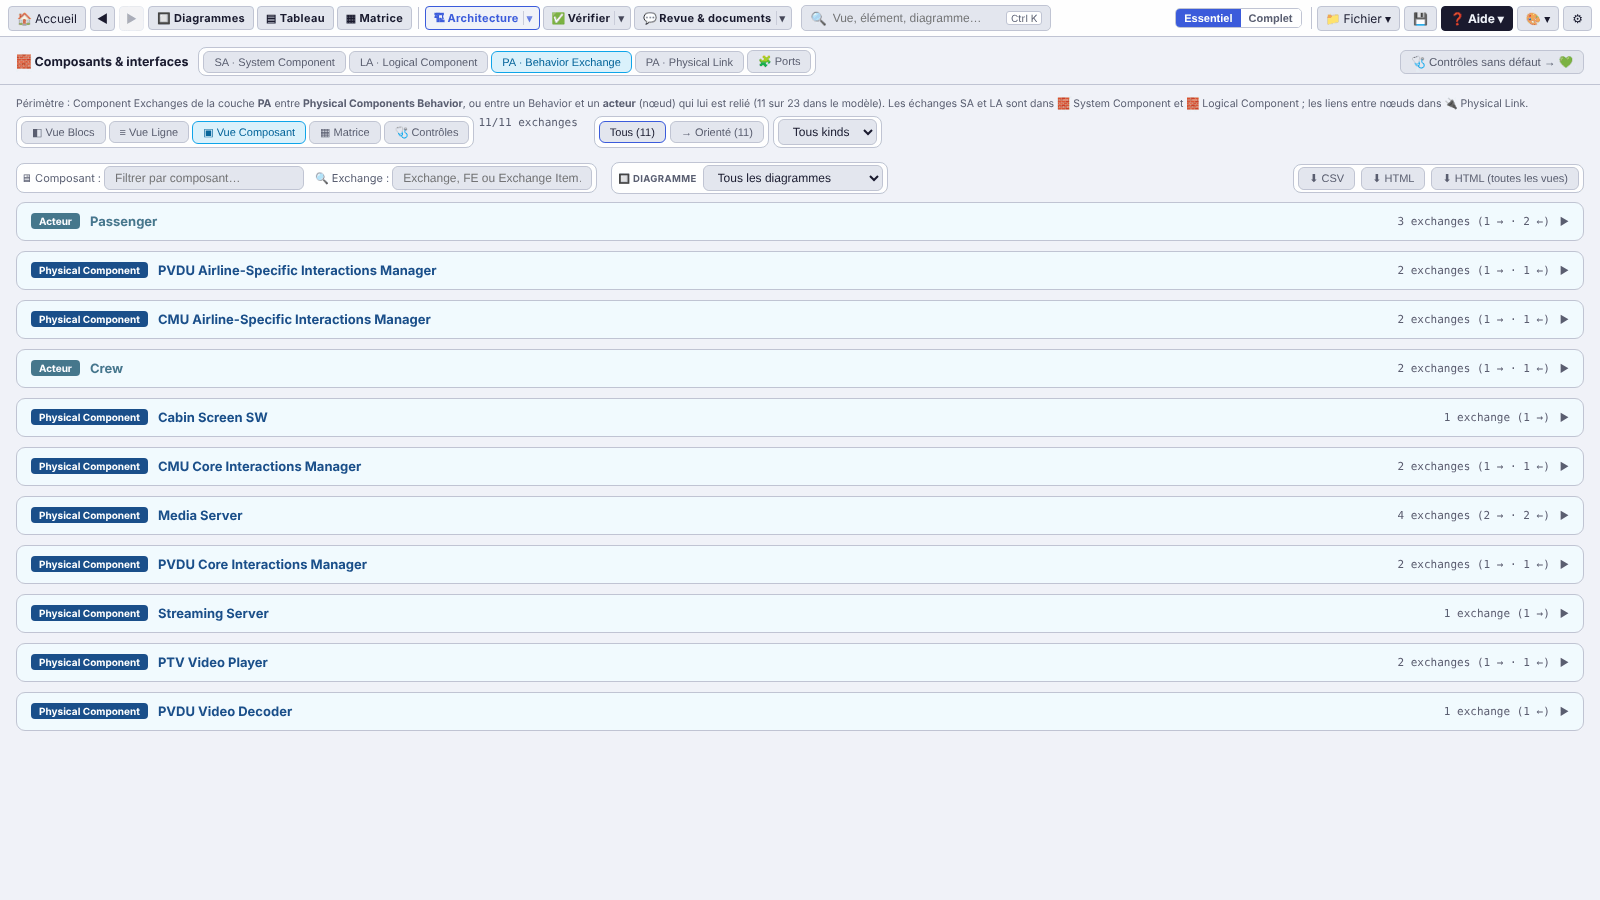 🏠 Accueil ◀ ▶ 🔲 Diagrammes ▤ Tableau ▦ Matrice 🏗 Architecture ▾ ✅ Vérifier ▾ 💬 Revue & documents ▾ 🔍 Vue, élément, diagramme… Ctrl K Essentiel Complet 📁 Fichier ▾ 💾 ❓ Aide ▾ 🎨 ▾ ⚙
🧱 Composants & interfaces SA · System Component LA · Logical Component PA · Behavior Exchange PA · Physical Link 🧩 Ports 🩺 Contrôles sans défaut → 💚
Périmètre : Component Exchanges de la couche PA entre Physical Components Behavior, ou entre un Behavior et un acteur (nœud) qui lui est relié (11 sur 23 dans le modèle). Les échanges SA et LA sont dans 🧱 System Component et 🧱 Logical Component ; les liens entre nœuds dans 🔌 Physical Link.
◧ Vue Blocs ≡ Vue Ligne ▣ Vue Composant ▦ Matrice 🩺 Contrôles 11/11 exchanges Tous (11) → Orienté (11) Tous kinds
🖥 Composant : Filtrer par composant… 🔍 Exchange : Exchange, FE ou Exchange Item. 🔲 DIAGRAMME Tous les diagrammes ⬇ CSV ⬇ HTML ⬇ HTML (toutes les vues)
Acteur Passenger 3 exchanges (1 → · 2 ←) ▶
Physical Component PVDU Airline-Specific Interactions Manager 2 exchanges (1 → · 1 ←) ▶
Physical Component CMU Airline-Specific Interactions Manager 2 exchanges (1 → · 1 ←) ▶
Acteur Crew 2 exchanges (1 → · 1 ←) ▶
Physical Component Cabin Screen SW 1 exchange (1 →) ▶
Physical Component CMU Core Interactions Manager 2 exchanges (1 → · 1 ←) ▶
Physical Component Media Server 4 exchanges (2 → · 2 ←) ▶
Physical Component PVDU Core Interactions Manager 2 exchanges (1 → · 1 ←) ▶
Physical Component Streaming Server 1 exchange (1 →) ▶
Physical Component PTV Video Player 2 exchanges (1 → · 1 ←) ▶
Physical Component PVDU Video Decoder 1 exchange (1 ←) ▶